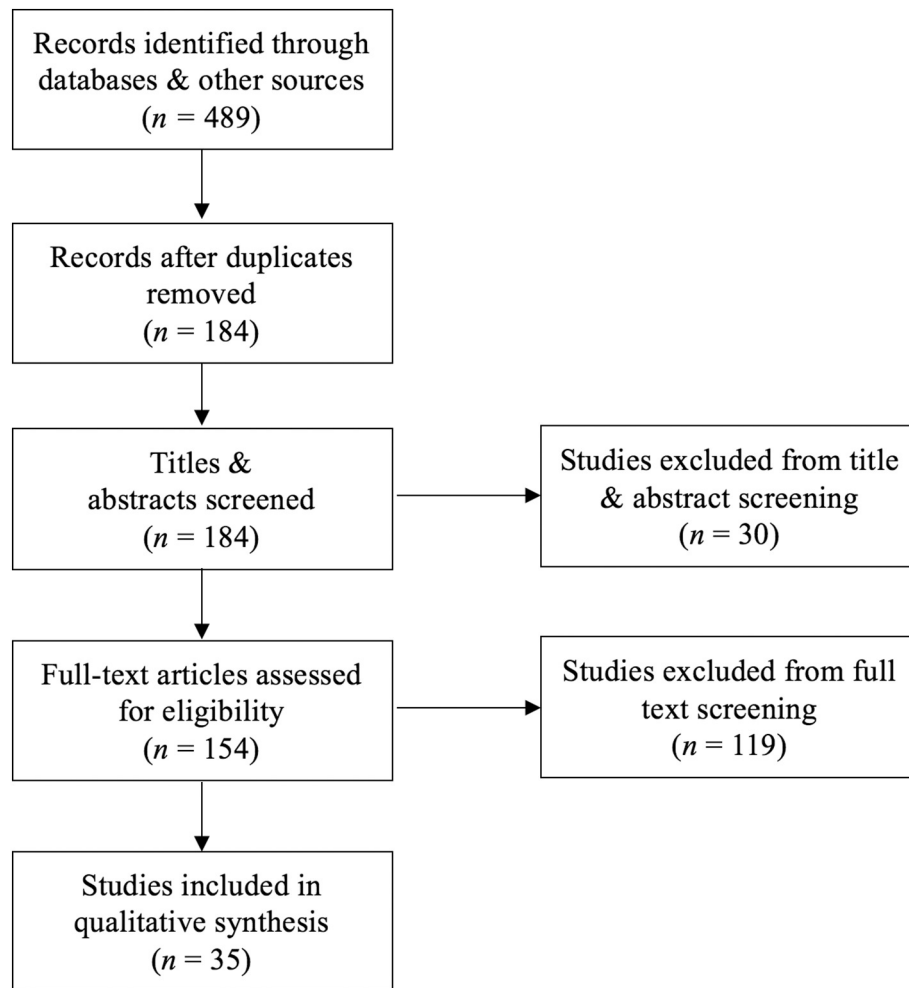 Records identified through
databases & other sources
(n = 489)
Records after duplicates
removed
(n = 184)
Titles &
abstracts screened
(n = 184)
Studies excluded from title
& abstract screening
(n = 30)
Full-text articles assessed
for eligibility
(n = 154)
Studies excluded from full
text screening
(n = 119)
Studies included in
qualitative synthesis
(n = 35)